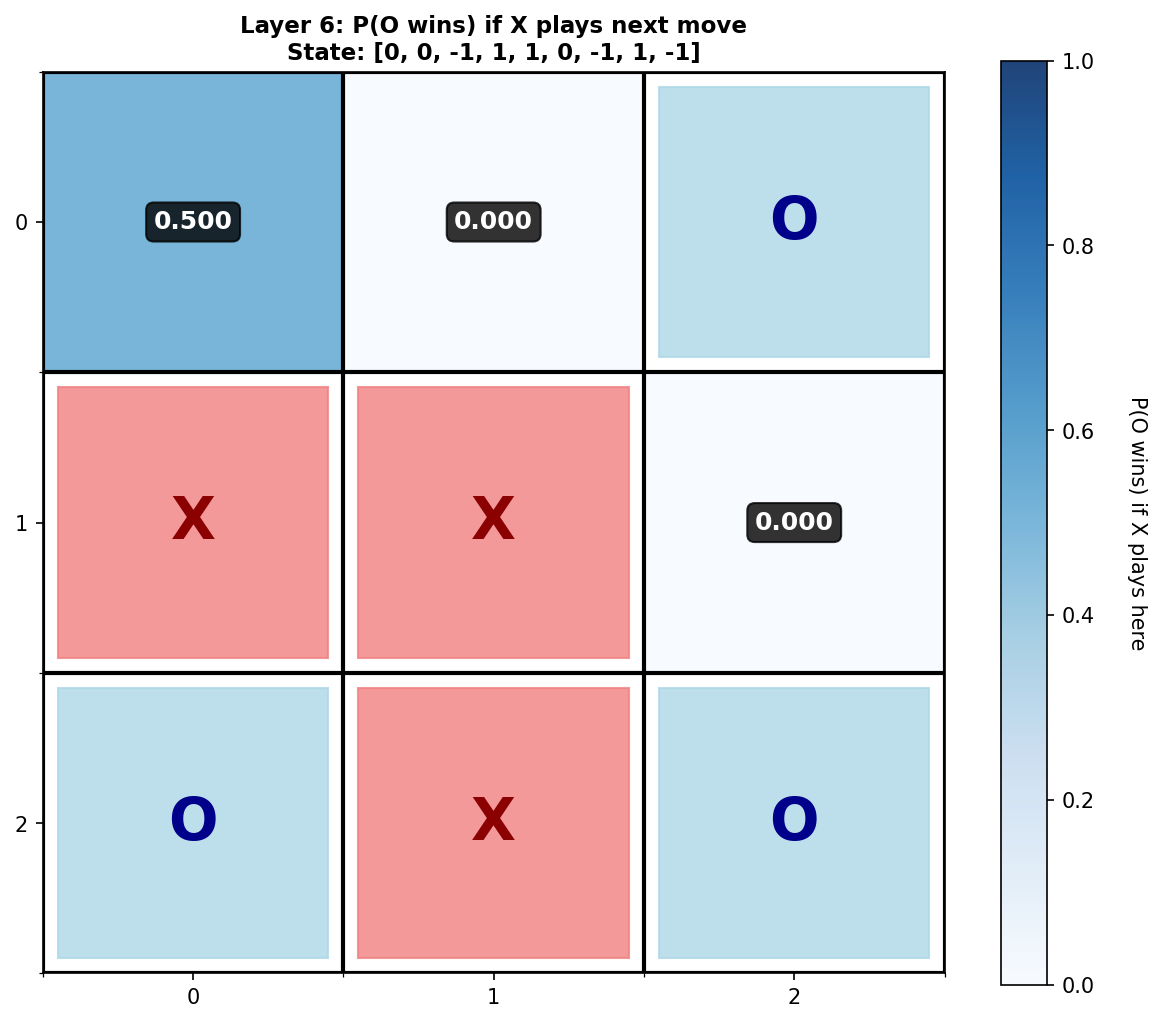 Layer 6: P(O wins) if X plays next move
State: [0, 0, -1, 1, 1, 0, -1, 1, -1]
0
0.500
0.000
O
1
X
X
0.000
2
O
X
O
0
1
2
1.0
0.8
0.6
0.4
0.2
0.0
P(O wins) if X plays here